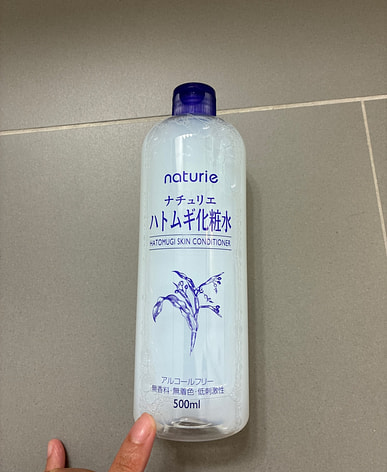 naturie
ナチュリエ
ハトムギ化粧水
HATOMUGI SKIN CONDITIONER
アルコールフリー
無香料・無着色・低刺激性
500ml